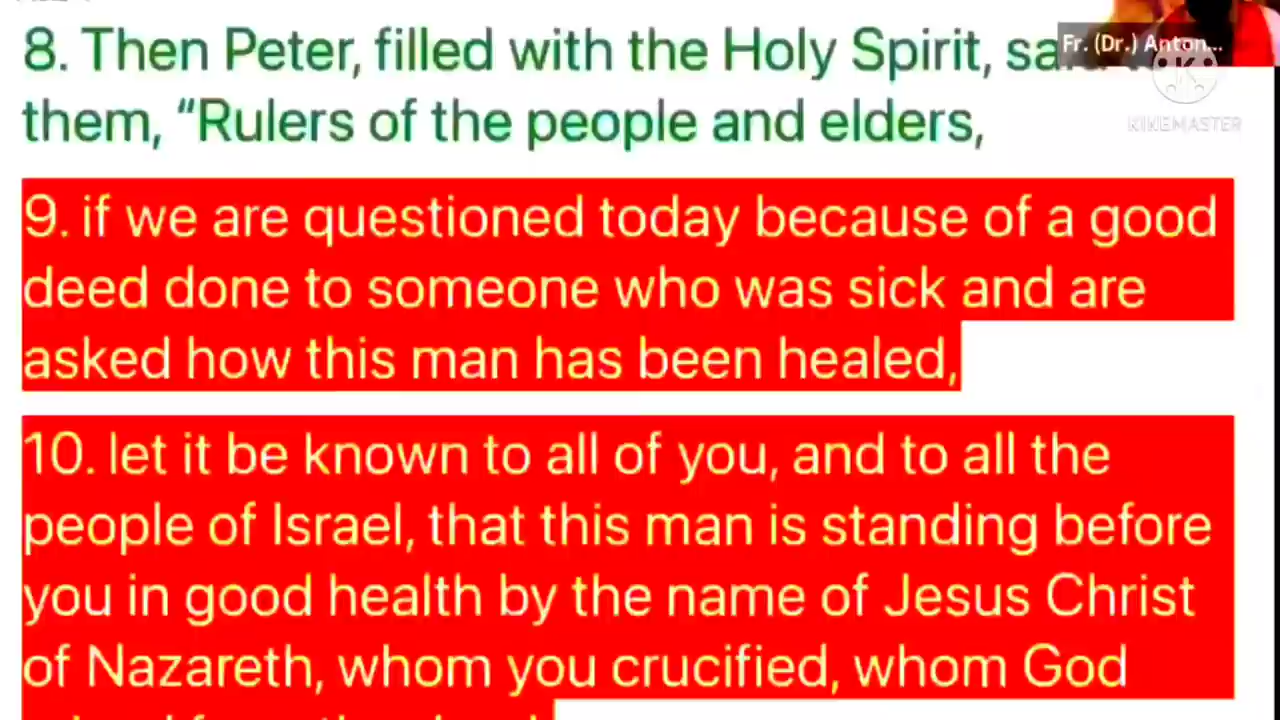 8. Then Peter, filled with the Holy Spirit, said to
them, “Rulers of the people and elders,
9. if we are questioned today because of a good
deed done to someone who was sick and are
asked how this man has been healed,
10. let it be known to all of you, and to all the
people of Israel, that this man is standing before
you in good health by the name of Jesus Christ
of Nazareth, whom you crucified, whom God
Fr. (Dr.) Anton...
KINEMASTER